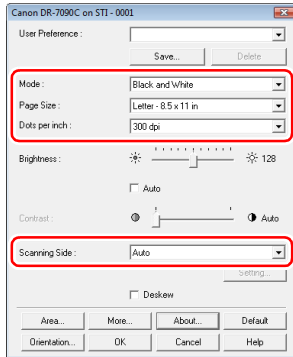 Canon DR-7090C on STI - 0001
User Preference :
Save... Delete
Mode : Black and White
Page Size : Letter - 8.5 x 11 in
Dots per inch : 300 dpi
Brightness : 128
Auto
Contrast : Auto
Scanning Side : Auto
Setting...
Deskew
Area... More... About... Default
Orientation... OK Cancel Help